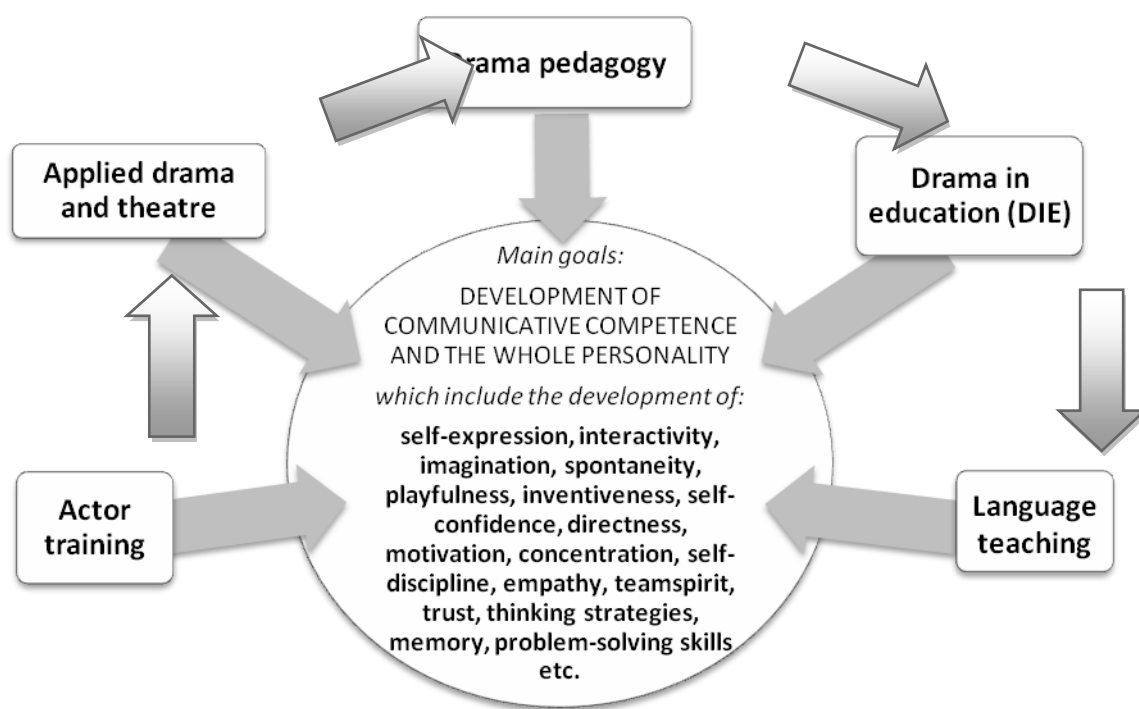 Drama pedagogy
Applied drama
and theatre
Drama in
education (DIE)
Main goals:
DEVELOPMENT OF
COMMUNICATIVE COMPETENCE
AND THE WHOLE PERSONALITY
which include the development of:
self-expression, interactivity,
imagination, spontaneity,
playfulness, inventiveness, self-
confidence, directness,
motivation, concentration, self-
discipline, empathy, teamspirit,
trust, thinking strategies,
memory, problem-solving skills
etc.
Actor
training
Language
teaching